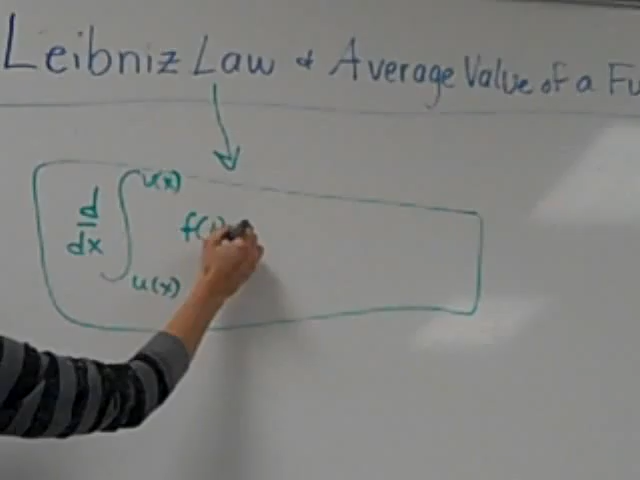 Leibniz Law & Average Value of a Fu
d/dx ∫ u(x) u(x) f(